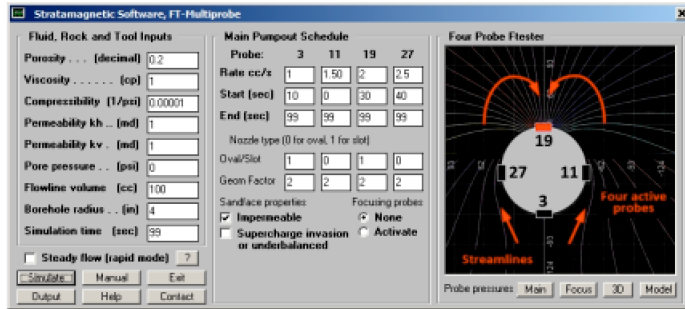 Stratamagnetic Software, FT-Multiprobe
Fluid, Rock and Tool Inputs
Porosity . . . (decimal) 0.2
Viscosity . . . . . . (cp) 1
Compressibility (1/psi) 0.00001
Permeability kh . . (md) 1
Permeability kv . (md) 1
Pore pressure . . (psi) 0
Flowline volume (cc) 100
Borehole radius . . (in) 4
Simulation time (sec) 99
Steady flow (rapid mode) ?
Simulate Manual Exit
Output Help Contact
Main Pumpout Schedule
Probe: 3 11 19 27
Rate cc/s 1 1.50 2 2.5
Start (sec) 10 0 30 40
End (sec) 99 99 99 99
Nozzle type (0 for oval, 1 for slot)
Oval/Slot 1 0 1 0
Geom Factor 2 2 2 2
Sandface properties Focusing probes
Impermeable None
Supercharge invasion Activate
or underbalanced
Four Probe Ftester
19
27 11
3
Four active
probes
Streamlines
Probe pressures: Main Focus 3D Model